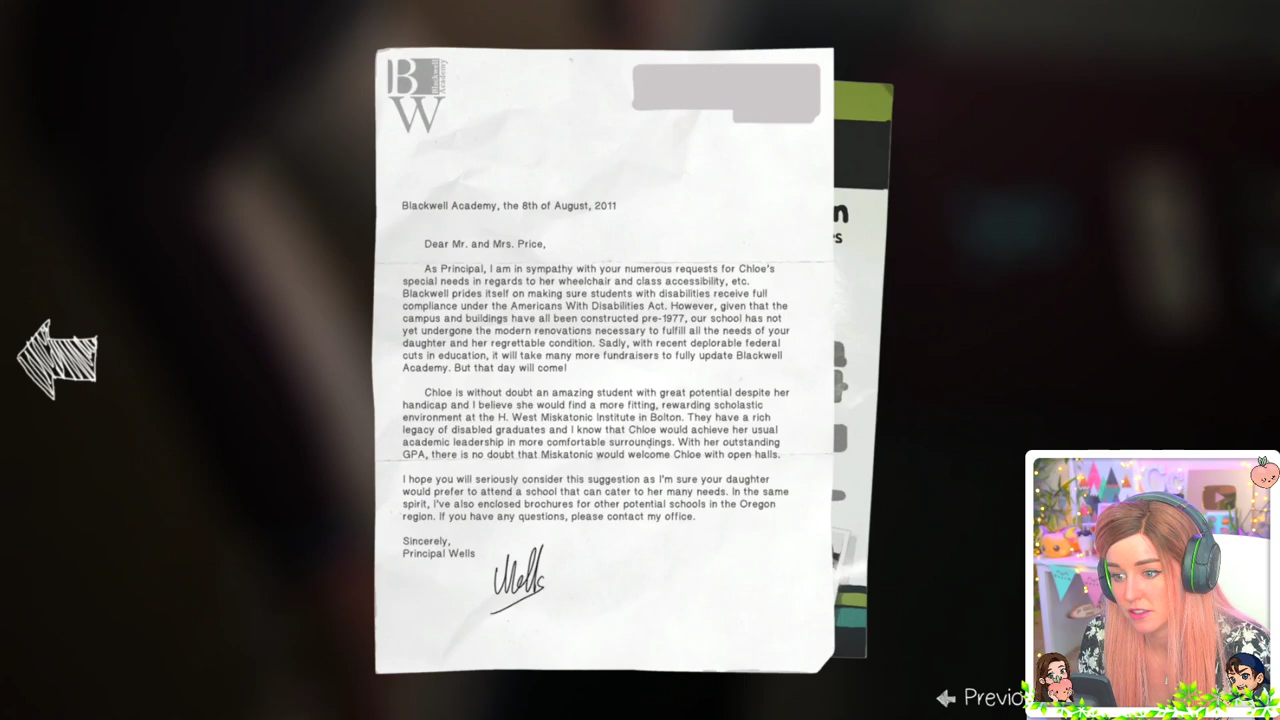 B
W
Blackwell
Academy
Blackwell Academy, the 8th of August, 2011
Dear Mr. and Mrs. Price,
As Principal, I am in sympathy with your numerous requests for Chloe's
special needs in regards to her wheelchair and class accessibility, etc.
Blackwell prides itself on making sure students with disabilities receive full
compliance under the Americans With Disabilities Act. However, given that the
campus and buildings have all been constructed pre-1977, our school has not
yet undergone the modern renovations necessary to fulfill all the needs of your
daughter and her regrettable condition. Sadly, with recent deplorable federal
cuts in education, it will take many more fundraisers to fully update Blackwell
Academy. But that day will come!
Chloe is without doubt an amazing student with great potential despite her
handicap and I believe she would find a more fitting, rewarding scholastic
environment at the H. West Miskatonic Institute in Bolton. They have a rich
legacy of disabled graduates and I know that Chloe would achieve her usual
academic leadership in more comfortable surroundings. With her outstanding
GPA, there is no doubt that Miskatonic would welcome Chloe with open halls.
I hope you will seriously consider this suggestion as I'm sure your daughter
would prefer to attend a school that can cater to her many needs. In the same
spirit, I've also enclosed brochures for other potential schools in the Oregon
region. If you have any questions, please contact my office.
Sincerely,
Principal Wells
Wells
n
s
Previo